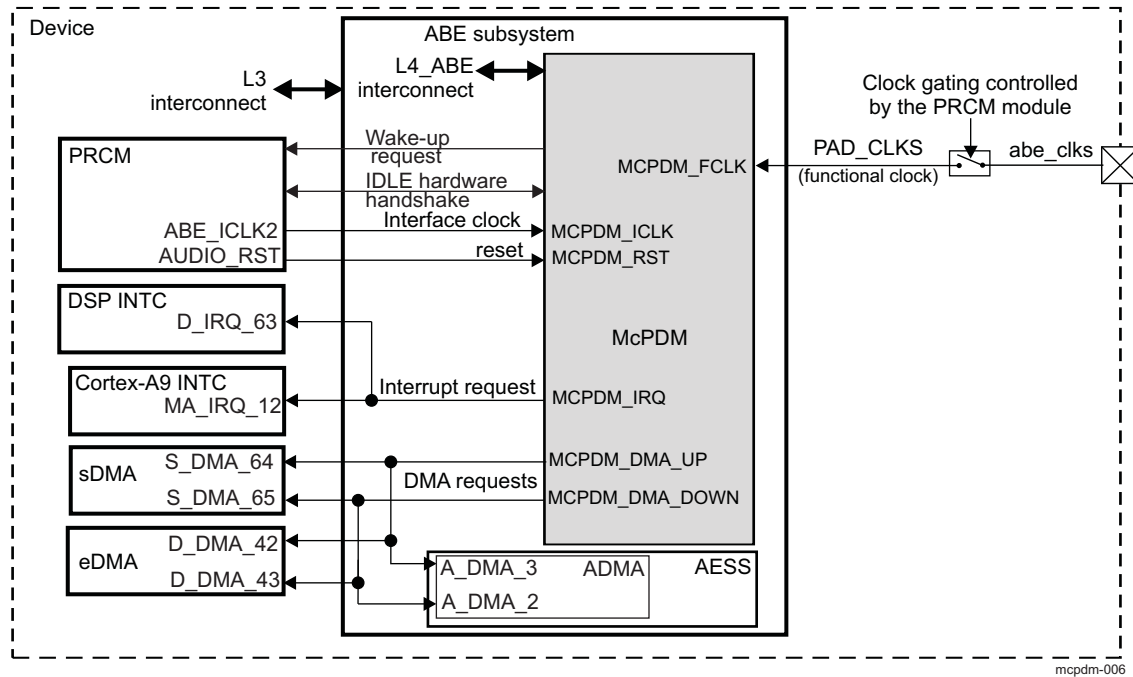 Device
ABE subsystem
L3
interconnect
L4_ABE
interconnect
Clock gating controlled
by the PRCM module
PRCM
Wake-up
request
MCPDM_FCLK
PAD_CLKS
(functional clock)
abe_clks
IDLE hardware
handshake
ABE_ICLK2
Interface clock
MCPDM_ICLK
AUDIO_RST
reset
MCPDM_RST
DSP INTC
D_IRQ_63
McPDM
Cortex-A9 INTC
MA_IRQ_12
Interrupt request
MCPDM_IRQ
sDMA
S_DMA_64
MCPDM_DMA_UP
S_DMA_65
DMA requests
MCPDM_DMA_DOWN
eDMA
D_DMA_42
D_DMA_43
A_DMA_3
ADMA
AESS
A_DMA_2
mcpdm-006